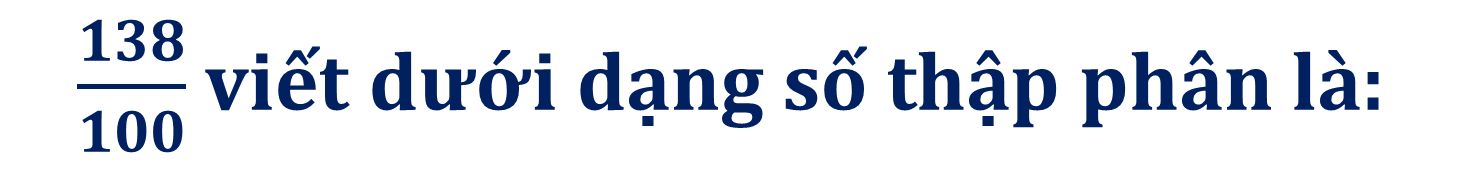 138/100 viết dưới dạng số thập phân là: